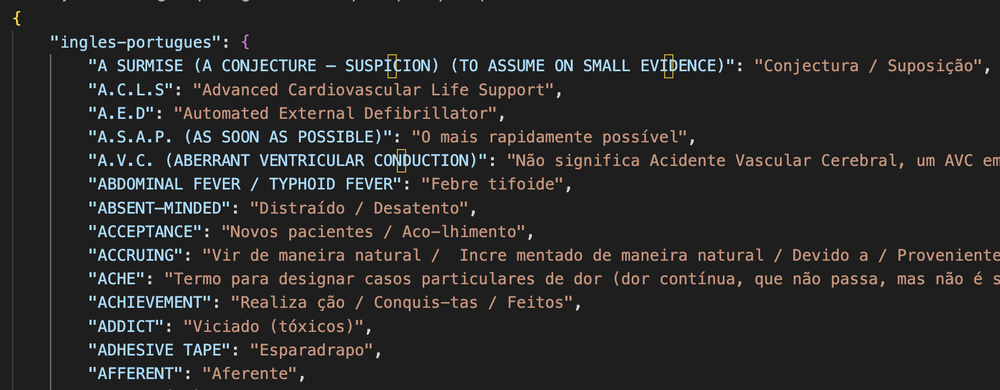 {
"ingles-portugues": {
"A SURMISE (A CONJECTURE – SUSPICION) (TO ASSUME ON SMALL EVIDENCE)": "Conjectura / Suposição",
"A.C.L.S": "Advanced Cardiovascular Life Support",
"A.E.D": "Automated External Defibrillator",
"A.S.A.P. (AS SOON AS POSSIBLE)": "O mais rapidamente possível",
"A.V.C. (ABERRANT VENTRICULAR CONDUCTION)": "Não significa Acidente Vascular Cerebral, um AVC em
"ABDOMINAL FEVER / TYPHOID FEVER": "Febre tifoide",
"ABSENT-MINDED": "Distraído / Desatento",
"ACCEPTANCE": "Novos pacientes / Aco-lhimento",
"ACCRUING": "Vir de maneira natural /  Incre mentado de maneira natural / Devido a / Proveniente
"ACHE": "Termo para designar casos particulares de dor (dor contínua, que não passa, mas não é s
"ACHIEVEMENT": "Realiza ção / Conquis-tas / Feitos",
"ADDICT": "Viciado (tóxicos)",
"ADHESIVE TAPE": "Esparadrapo",
"AFFERENT": "Aferente",